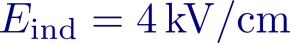 E_ind = 4 kV/cm